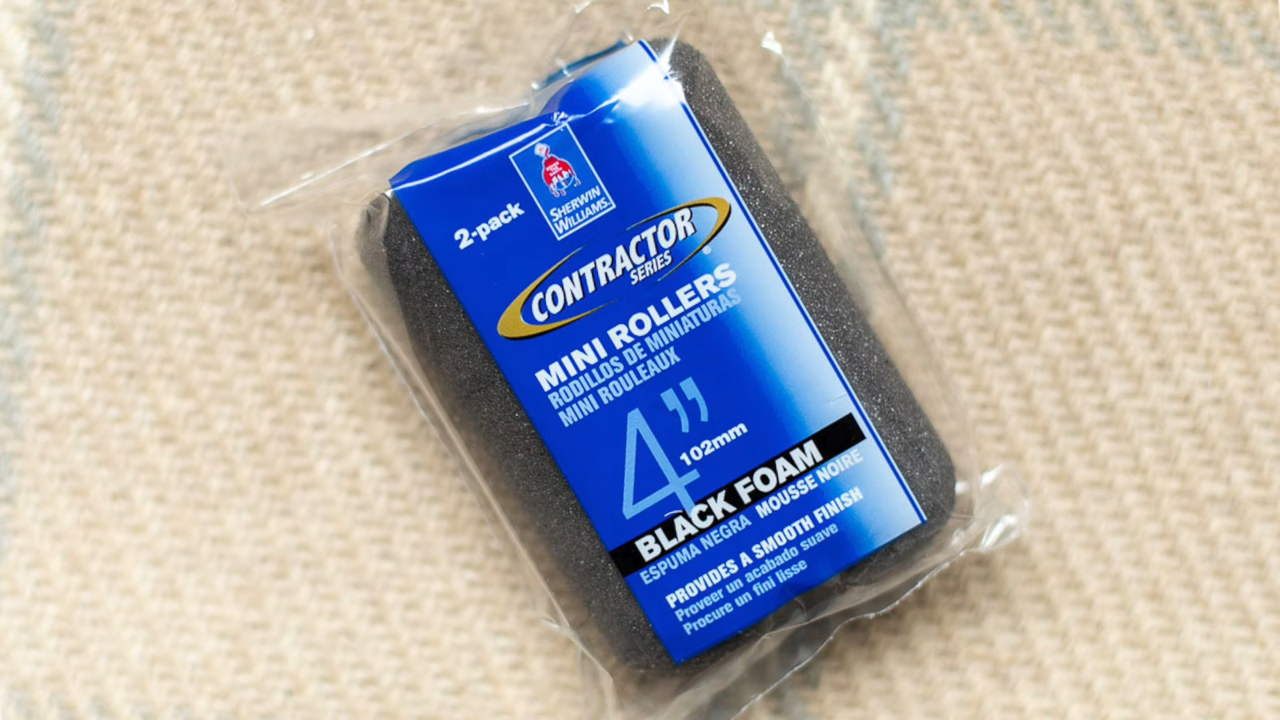 2-pack
SHERWIN
WILLIAMS.
CONTRACTOR
SERIES
®
MINI ROLLERS
RODILLOS DE MINIATURAS
MINI ROULEAUX
4”
102mm
BLACK FOAM
ESPUMA NEGRA MOUSSE NOIRE
PROVIDES A SMOOTH FINISH
Proveer un acabado suave
Procure un fini lisse